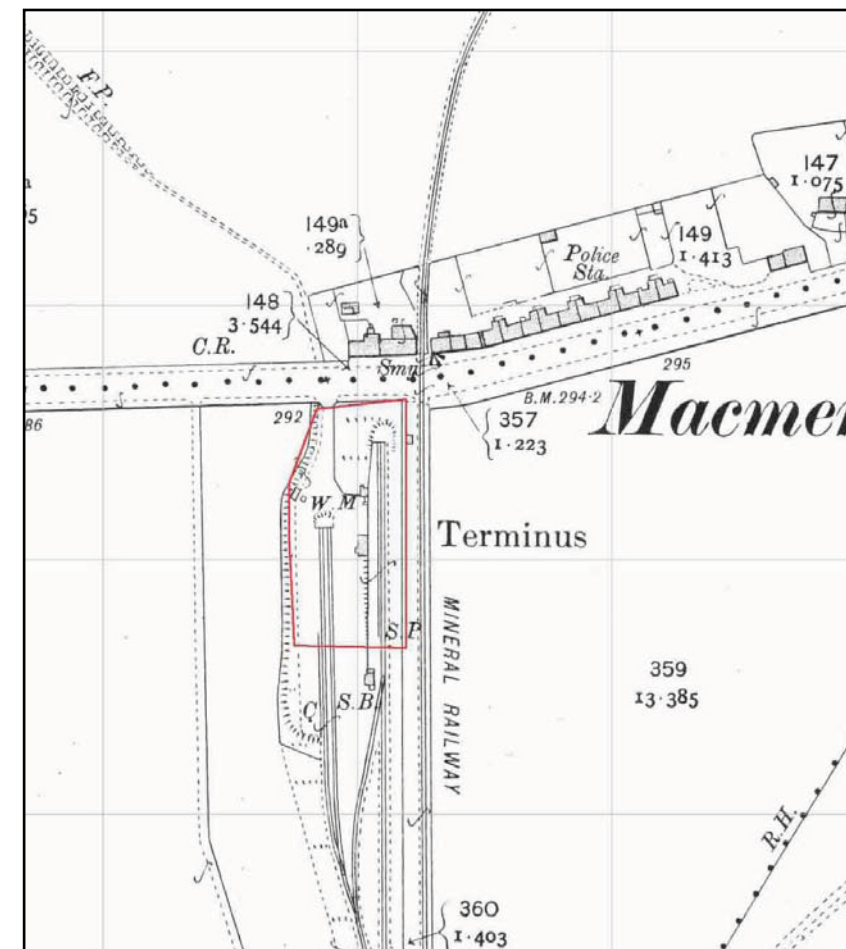 F.P.
147
1·075
149a
·289
Police
Sta.
149
1·413
148
3·544
C.R.
Smy
295
B.M. 294·2
86
292
357
1·223
Macmer
W.M
Terminus
S.P
MINERAL RAILWAY
359
13·385
C.
S.B.
R.H.
360
1·403